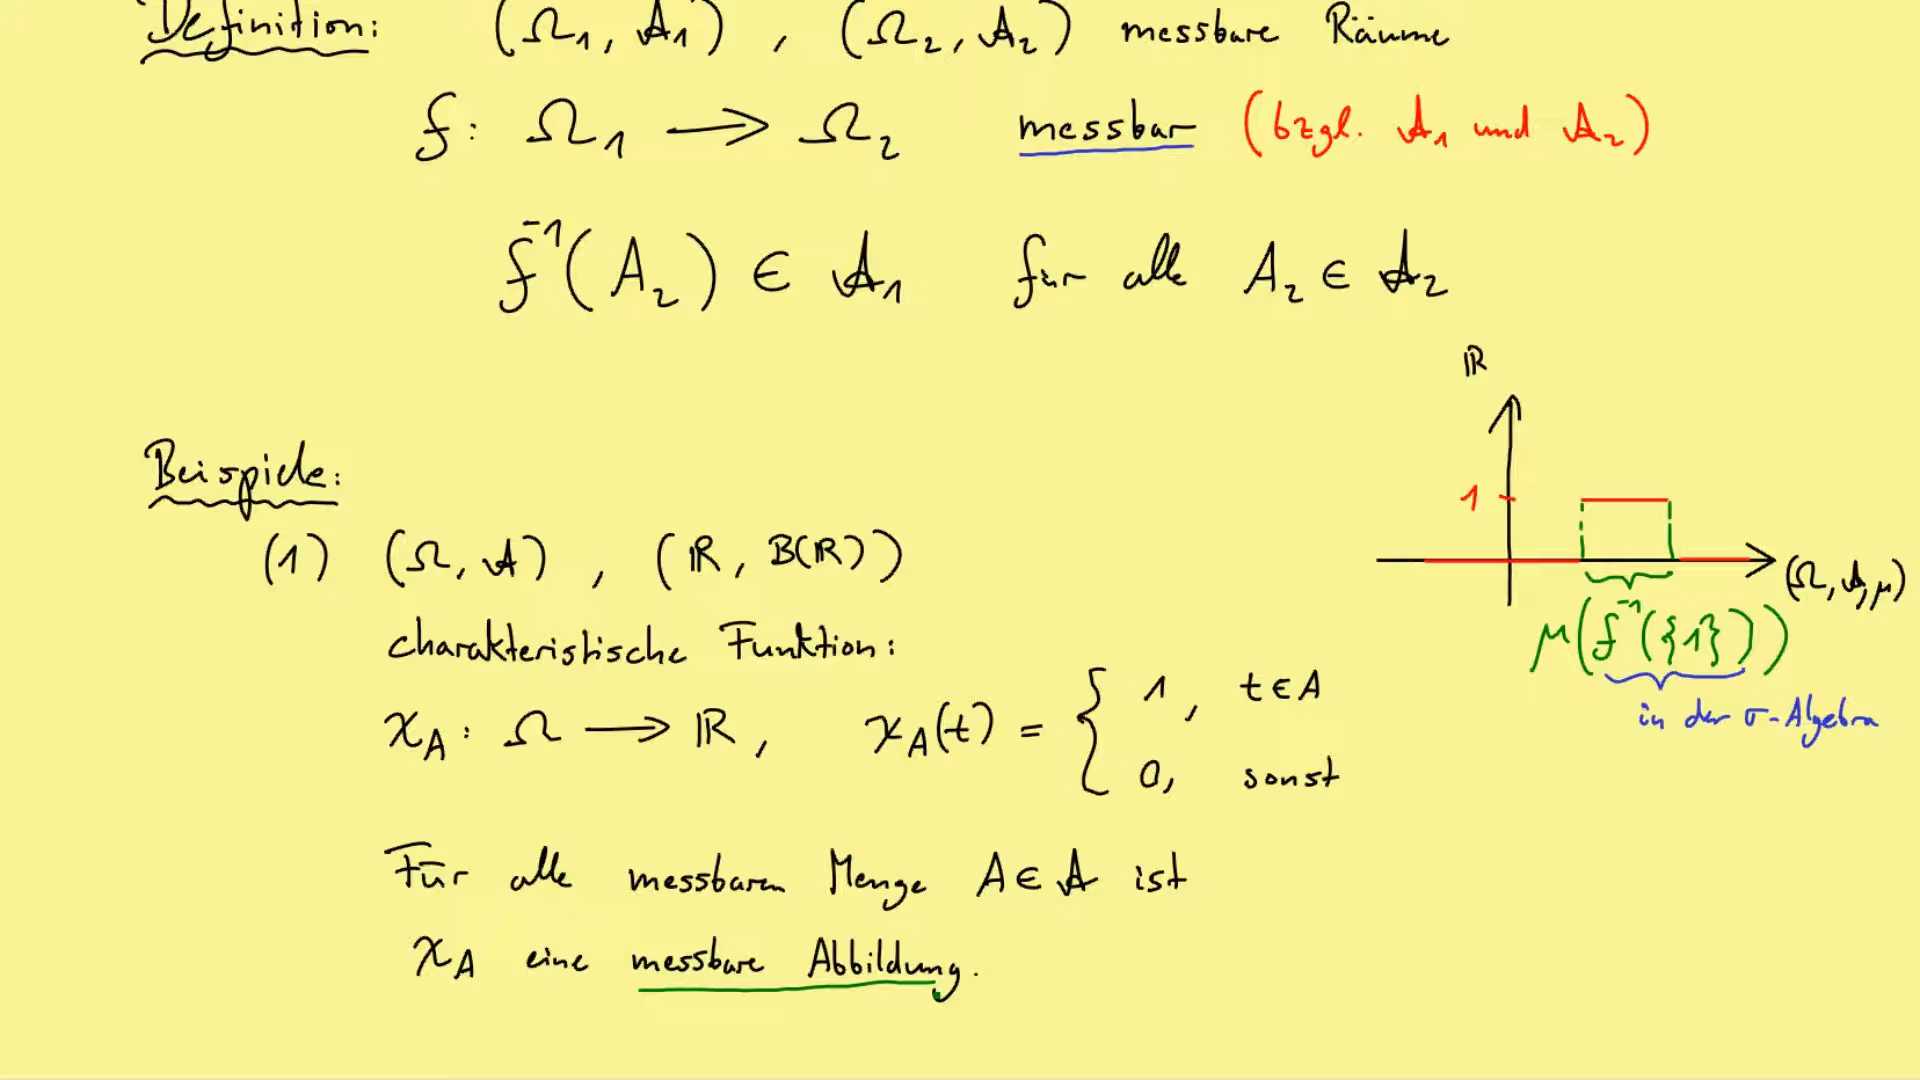 Definition: (Ω₁, 𝒜₁) , (Ω₂, 𝒜₂) messbare Räume
f: Ω₁ ⟶ Ω₂ messbar (bzgl. 𝒜₁ und 𝒜₂)
f⁻¹(A₂) ∈ 𝒜₁ für alle A₂ ∈ 𝒜₂
ℝ
1
(Ω, 𝒜, μ)
μ(f⁻¹({1}))
in der σ-Algebra
Beispiele:
(1) (Ω, 𝒜) , (ℝ, B(ℝ))
charakteristische Funktion:
χ_A : Ω ⟶ ℝ , χ_A(t) = { 1 , t ∈ A
0, sonst
Für alle messbaren Menge A ∈ 𝒜 ist
χ_A eine messbare Abbildung.